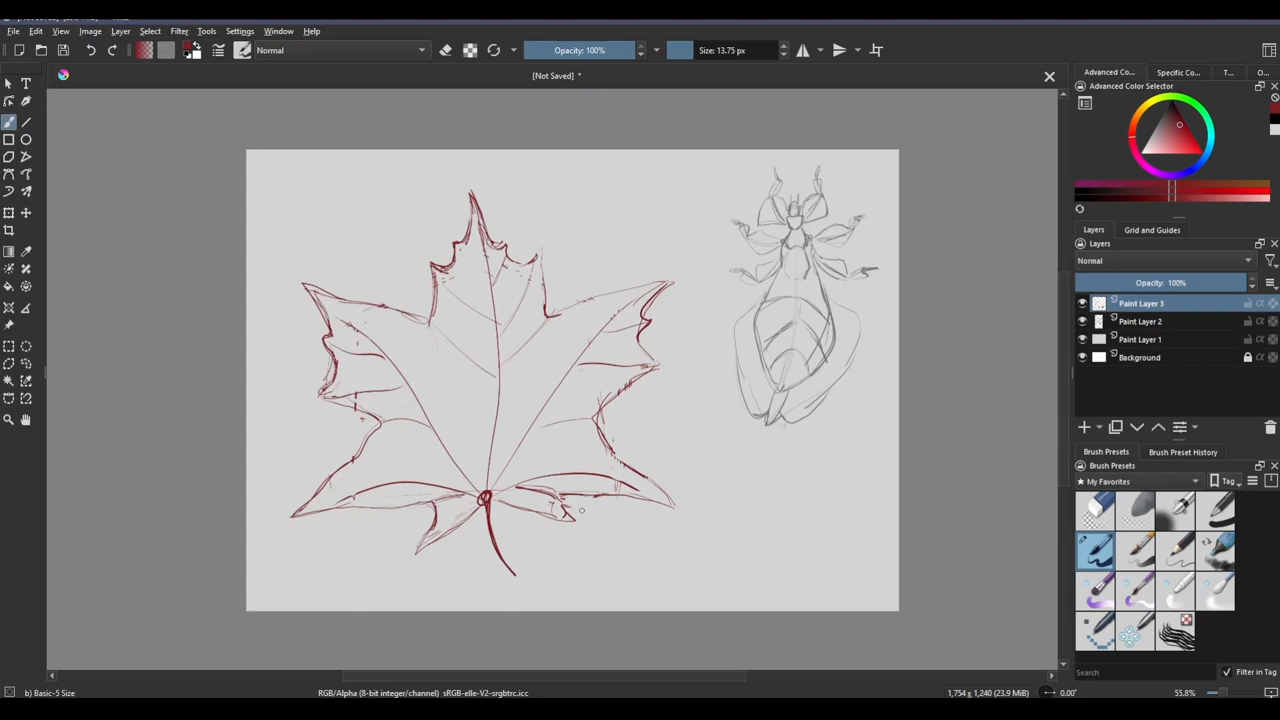 File Edit View Image Layer Select Filter Tools Settings Window Help
Normal Opacity: 100% Size: 13.75 px
[Not Saved] *
Advanced Co... Specific Co... T... O...
Advanced Color Selector
Layers Grid and Guides
Layers
Normal
Opacity: 100%
Paint Layer 3
Paint Layer 2
Paint Layer 1
Background
Brush Presets Brush Preset History
Brush Presets
My Favorites Tag
Search Filter in Tag
b) Basic-5 Size RGB/Alpha (8-bit integer/channel) sRGB-elle-V2-srgbtrc.icc 1,754 x 1,240 (23.9 MiB) 0.00° 55.8%